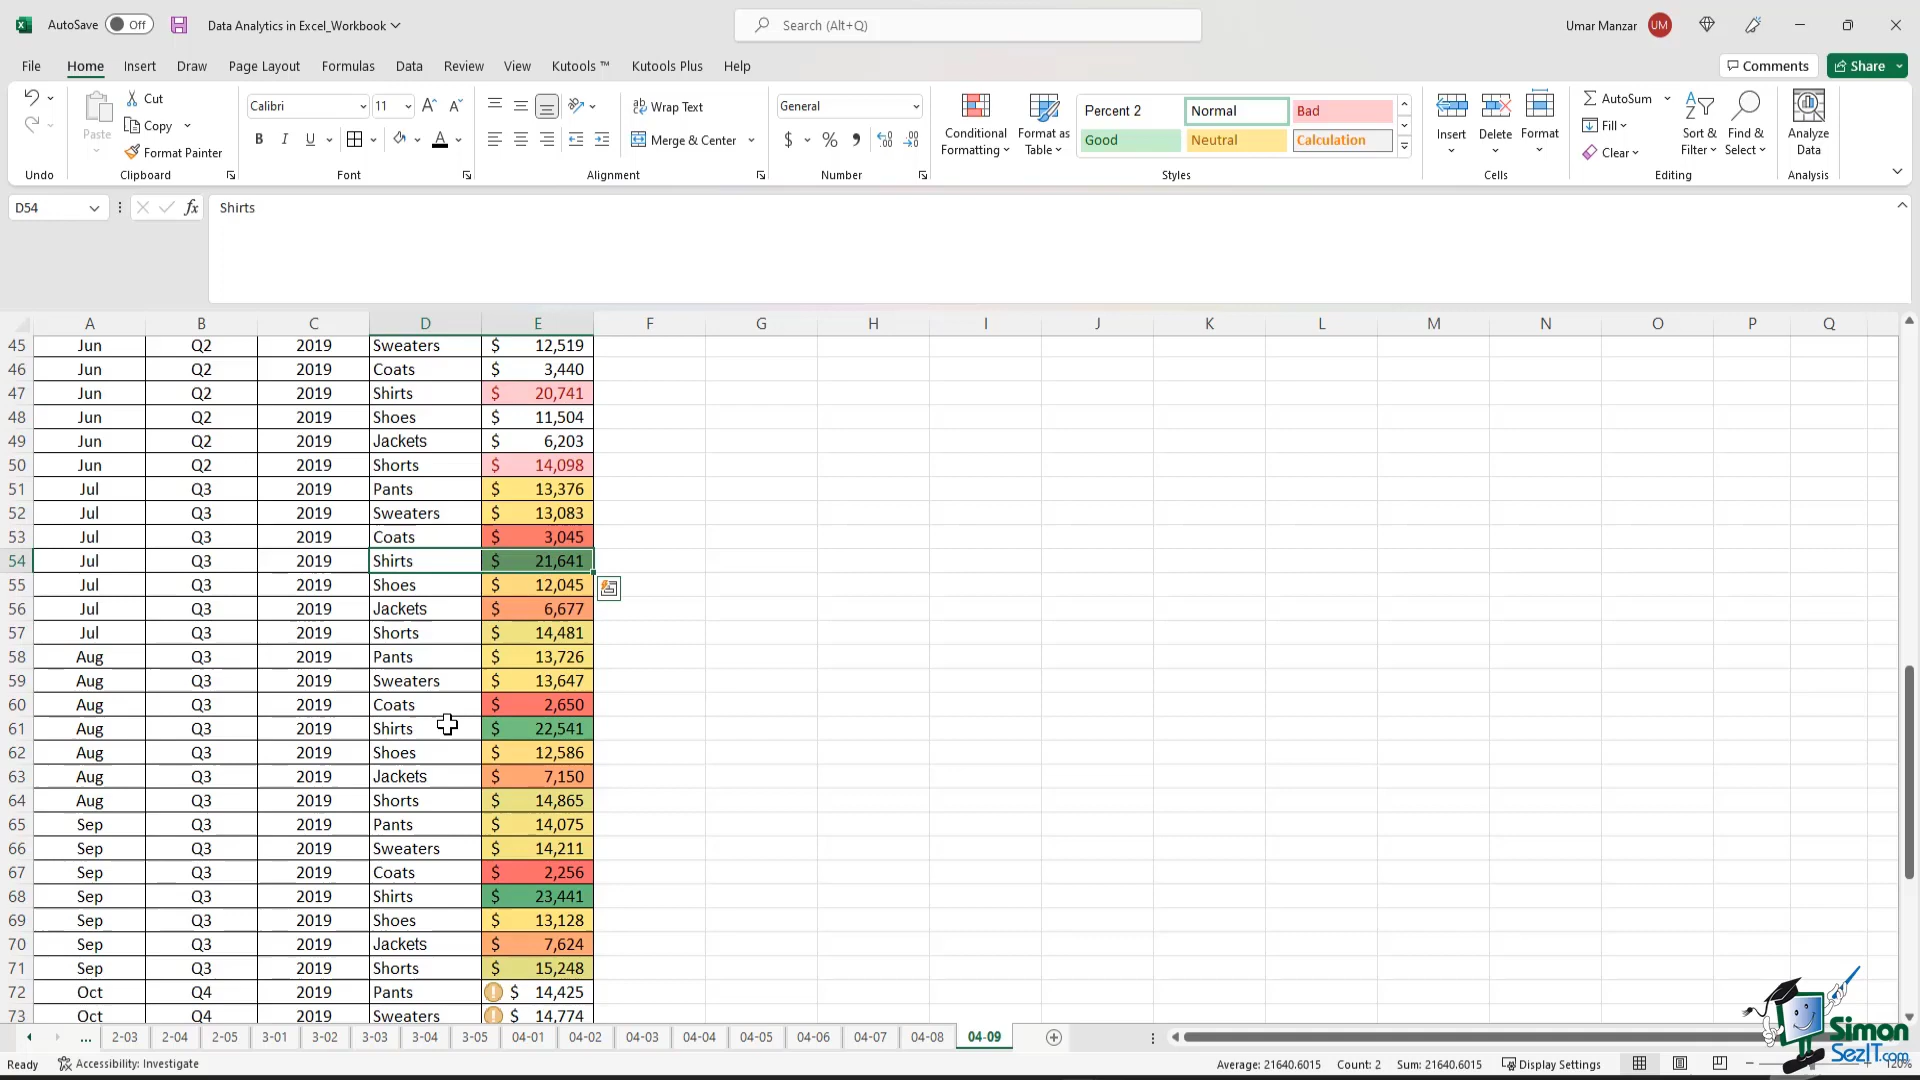 AutoSave Off Data Analytics in Excel_Workbook Search (Alt+Q) Umar Manzar UM
File Home Insert Draw Page Layout Formulas Data Review View Kutools ™ Kutools Plus Help Comments Share
Paste Cut Copy Format Painter
Calibri 11 B I U
Wrap Text Merge & Center
General $ % ,
Conditional Formatting Format as Table
Percent 2 Normal Bad
Good Neutral Calculation
Insert Delete Format
AutoSum Fill Clear Sort & Filter Find & Select
Analyze Data
Undo Clipboard Font Alignment Number Styles Cells Editing Analysis
D54 fx Shirts
A B C D E F G H I J K L M N O P Q
45 Jun Q2 2019 Sweaters $ 12,519
46 Jun Q2 2019 Coats $ 3,440
47 Jun Q2 2019 Shirts $ 20,741
48 Jun Q2 2019 Shoes $ 11,504
49 Jun Q2 2019 Jackets $ 6,203
50 Jun Q2 2019 Shorts $ 14,098
51 Jul Q3 2019 Pants $ 13,376
52 Jul Q3 2019 Sweaters $ 13,083
53 Jul Q3 2019 Coats $ 3,045
54 Jul Q3 2019 Shirts $ 21,641
55 Jul Q3 2019 Shoes $ 12,045
56 Jul Q3 2019 Jackets $ 6,677
57 Jul Q3 2019 Shorts $ 14,481
58 Aug Q3 2019 Pants $ 13,726
59 Aug Q3 2019 Sweaters $ 13,647
60 Aug Q3 2019 Coats $ 2,650
61 Aug Q3 2019 Shirts $ 22,541
62 Aug Q3 2019 Shoes $ 12,586
63 Aug Q3 2019 Jackets $ 7,150
64 Aug Q3 2019 Shorts $ 14,865
65 Sep Q3 2019 Pants $ 14,075
66 Sep Q3 2019 Sweaters $ 14,211
67 Sep Q3 2019 Coats $ 2,256
68 Sep Q3 2019 Shirts $ 23,441
69 Sep Q3 2019 Shoes $ 13,128
70 Sep Q3 2019 Jackets $ 7,624
71 Sep Q3 2019 Shorts $ 15,248
72 Oct Q4 2019 Pants $ 14,425
73 Oct Q4 2019 Sweaters $ 14,774
... 2-03 2-04 2-05 3-01 3-02 3-03 3-04 3-05 04-01 04-02 04-03 04-04 04-05 04-06 04-07 04-08 04-09
Ready Accessibility: Investigate Average: 21640.6015 Count: 2 Sum: 21640.6015 Display Settings 120%
Simon
SezIT.com